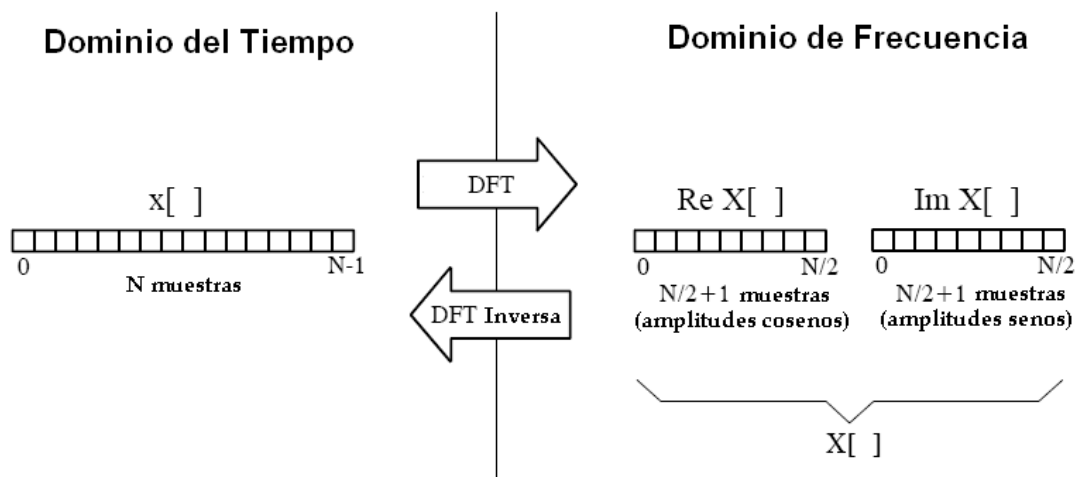 Dominio del Tiempo
Dominio de Frecuencia
DFT
x[ ]
Re X[ ]
Im X[ ]
0
N-1
N muestras
0
N/2
0
N/2
N/2+1 muestras
(amplitudes cosenos)
N/2+1 muestras
(amplitudes senos)
DFT Inversa
X[ ]